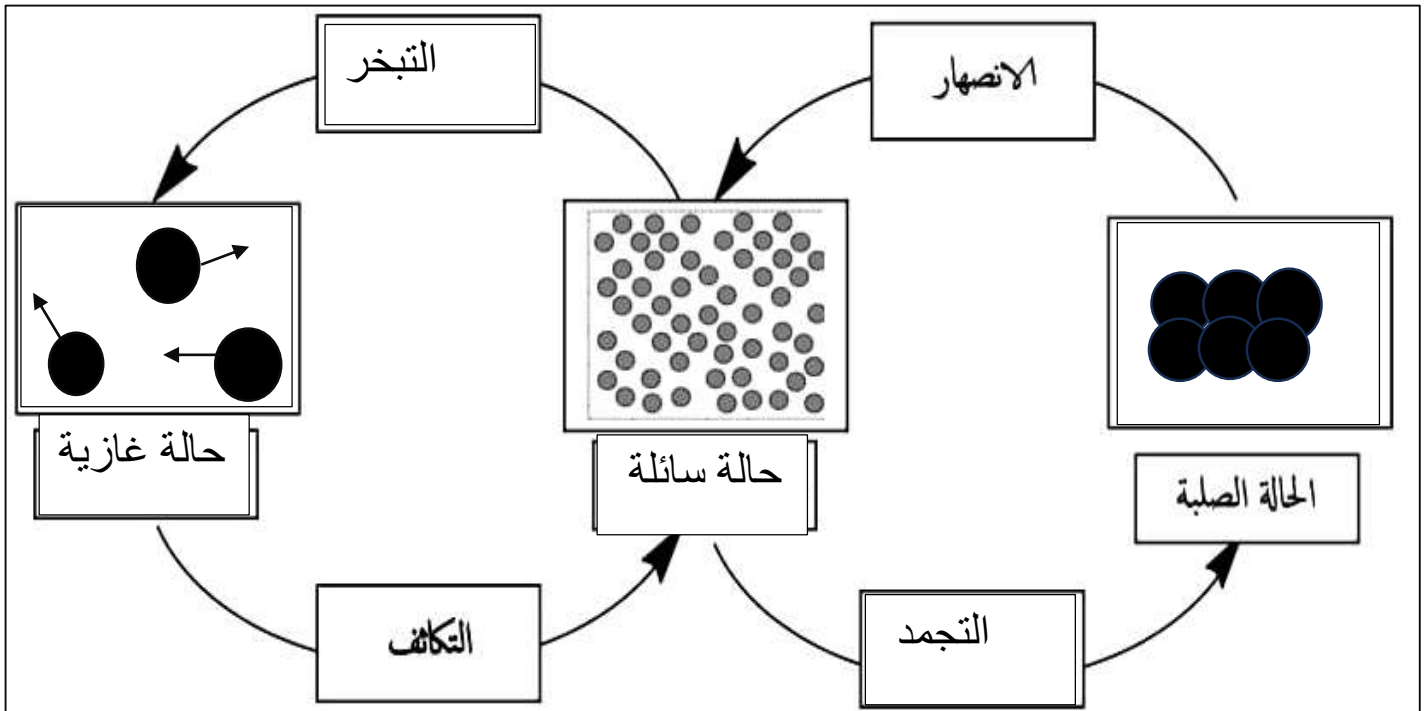 الانصهار
التبخر
الحالة الصلبة
حالة سائلة
حالة غازية
التجمد
التكاثف